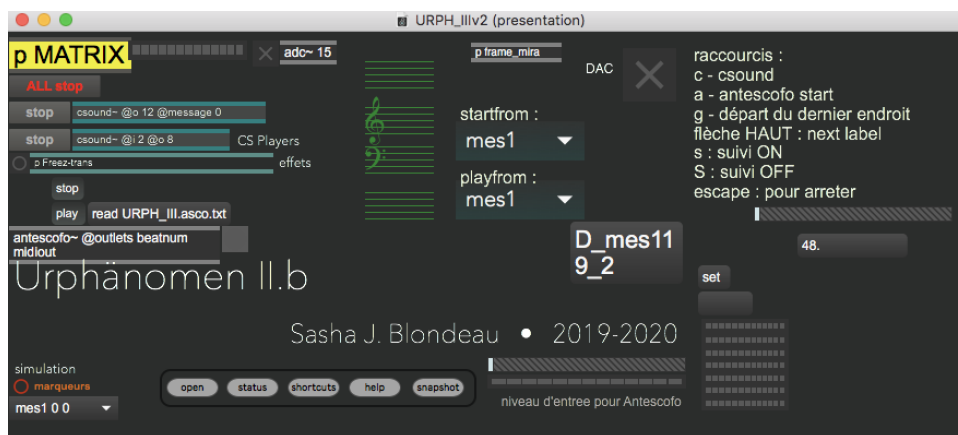 URPH_IIIv2 (presentation)
p MATRIX
adc~ 15
ALL stop
stop
csound~ @o 12 @message 0
stop
csound~ @i 2 @o 8
CS Players
p Freez-trans
effets
stop
play
read URPH_III.asco.txt
antescofo~ @outlets beatnum
midiout
p frame_mira
DAC
startfrom :
mes1
playfrom :
mes1
D_mes11
9_2
raccourcis :
c - csound
a - antescofo start
g - départ du dernier endroit
flèche HAUT : next label
s : suivi ON
S : suivi OFF
escape : pour arreter
48.
set
Urphänomen II.b
Sasha J. Blondeau • 2019-2020
simulation
marqueurs
mes1 0 0
open
status
shortcuts
help
snapshot
niveau d'entree pour Antescofo